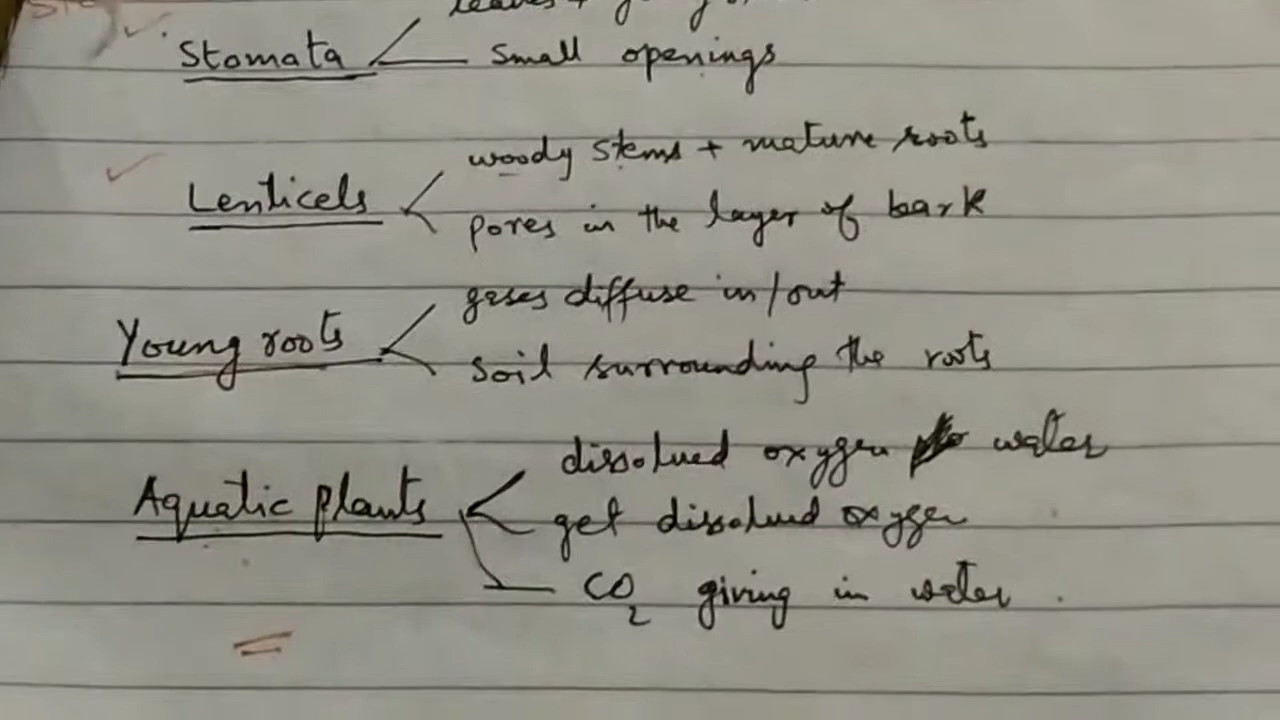 leaves +
Stomata small openings
woody stems + mature roots
Lenticels
pores in the layer of bark
gases diffuse in/out
Young roots
soil surrounding the roots
dissolved oxygen water
Aquatic plants
get dissolved oxygen
CO2 giving in water.